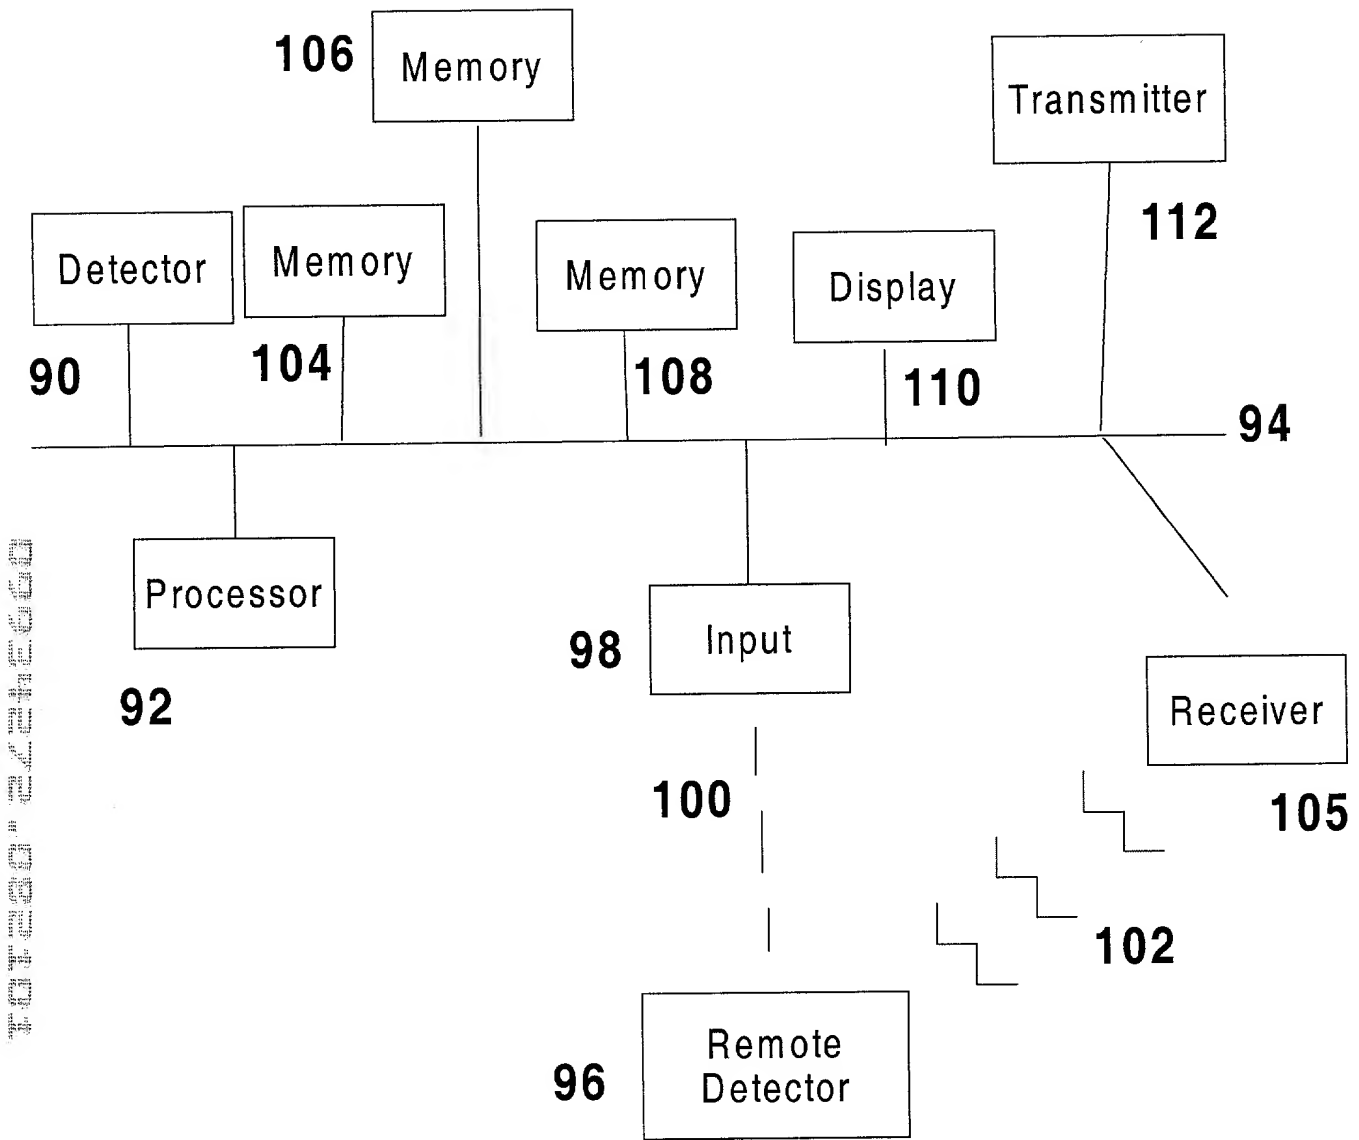 106
Memory
Transmitter
112
Detector
Memory
Memory
Display
90
104
108
110
94
Processor
92
98
Input
Receiver
105
100
102
96
Remote
Detector